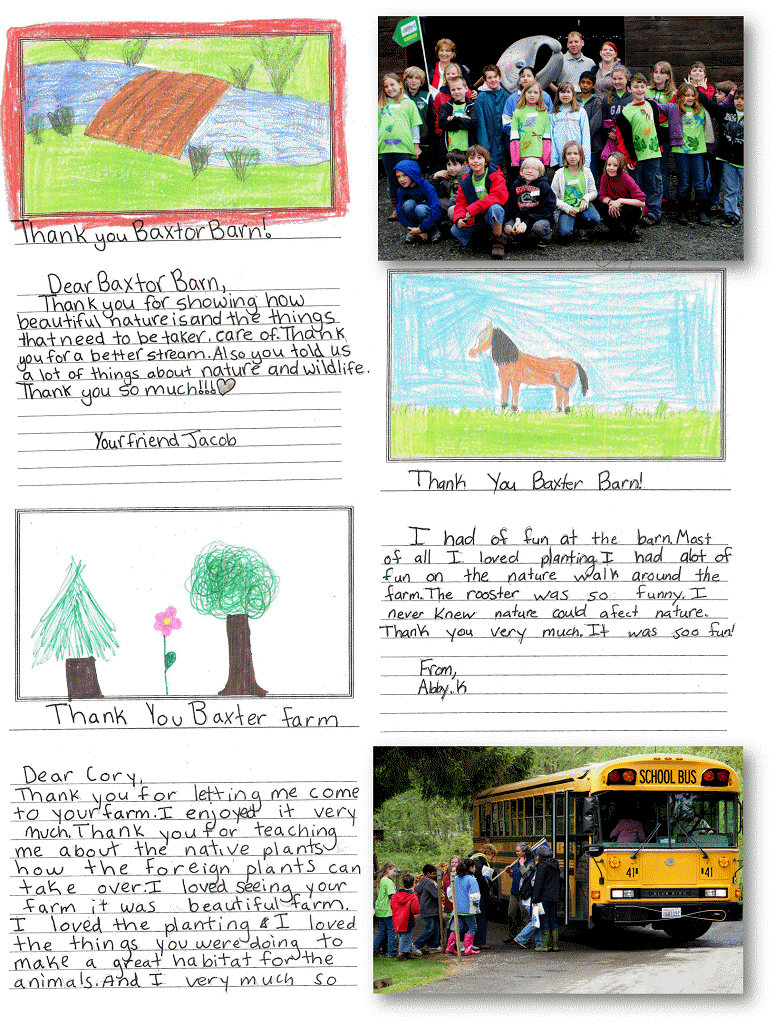 Thank you Baxtor Barn!
Dear Baxtor Barn,
Thank you for showing how
beautiful nature is and the things
that need to be taker care of. Thank
you for a better stream. Also you told us
a lot of things about nature and wildlife.
Thank you so much!!!
Your friend Jacob
Thank You Baxter Barn!
I had of fun at the barn. Most
of all I loved planting. I had alot of
fun on the nature walk around the
farm. The rooster was so funny. I
never knew nature could afect nature.
Thank you very much. It was soo fun!
From,
Abby. K
Thank You Baxter farm
Dear Cory,
Thank you for letting me come
to your farm. I enjoyed it very
much. Thank you for teaching
me about the native plants
how the foreign plants can
take over. I loved seeing your
farm it was beautiful farm.
I loved the planting & I loved
the things you were doing to
make a great habitat for the
animals. And I very much so
SCHOOL BUS
41
41